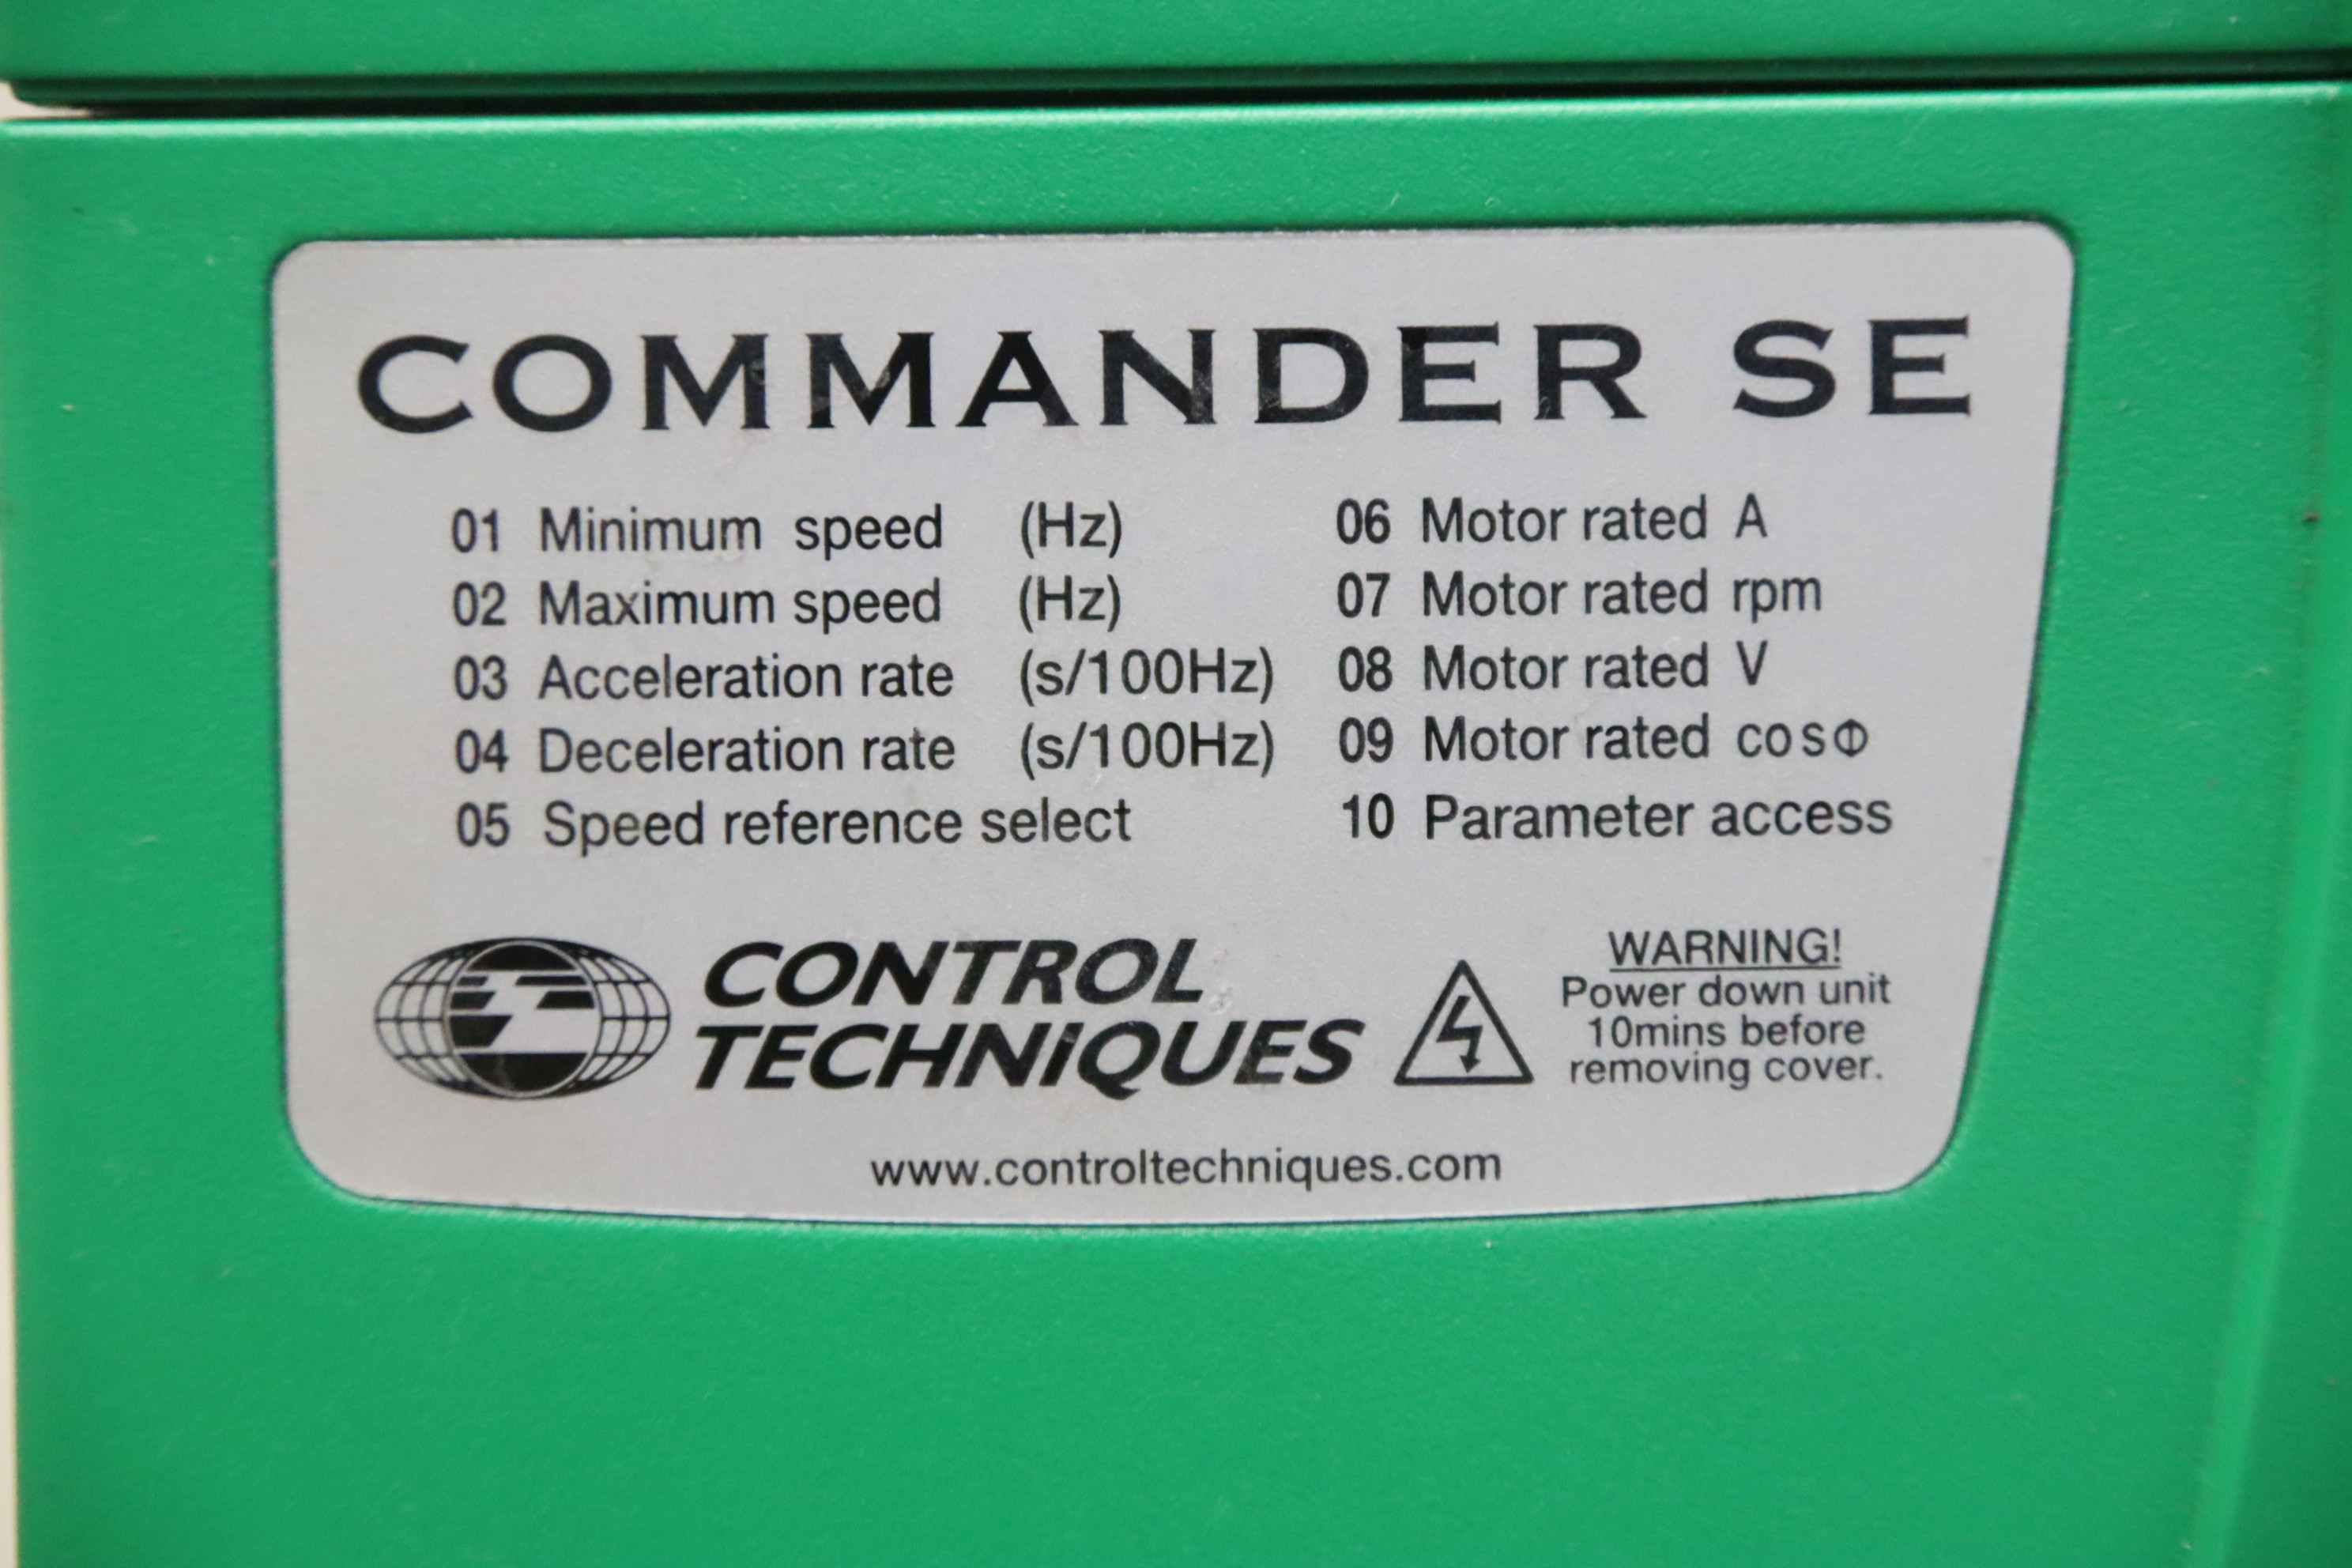 COMMANDER SE
01 Minimum speed (Hz)
02 Maximum speed (Hz)
03 Acceleration rate (s/100Hz)
04 Deceleration rate (s/100Hz)
05 Speed reference select
06 Motor rated A
07 Motor rated rpm
08 Motor rated V
09 Motor rated cosΦ
10 Parameter access
CONTROL
TECHNIQUES
WARNING!
Power down unit
10mins before
removing cover.
www.controltechniques.com